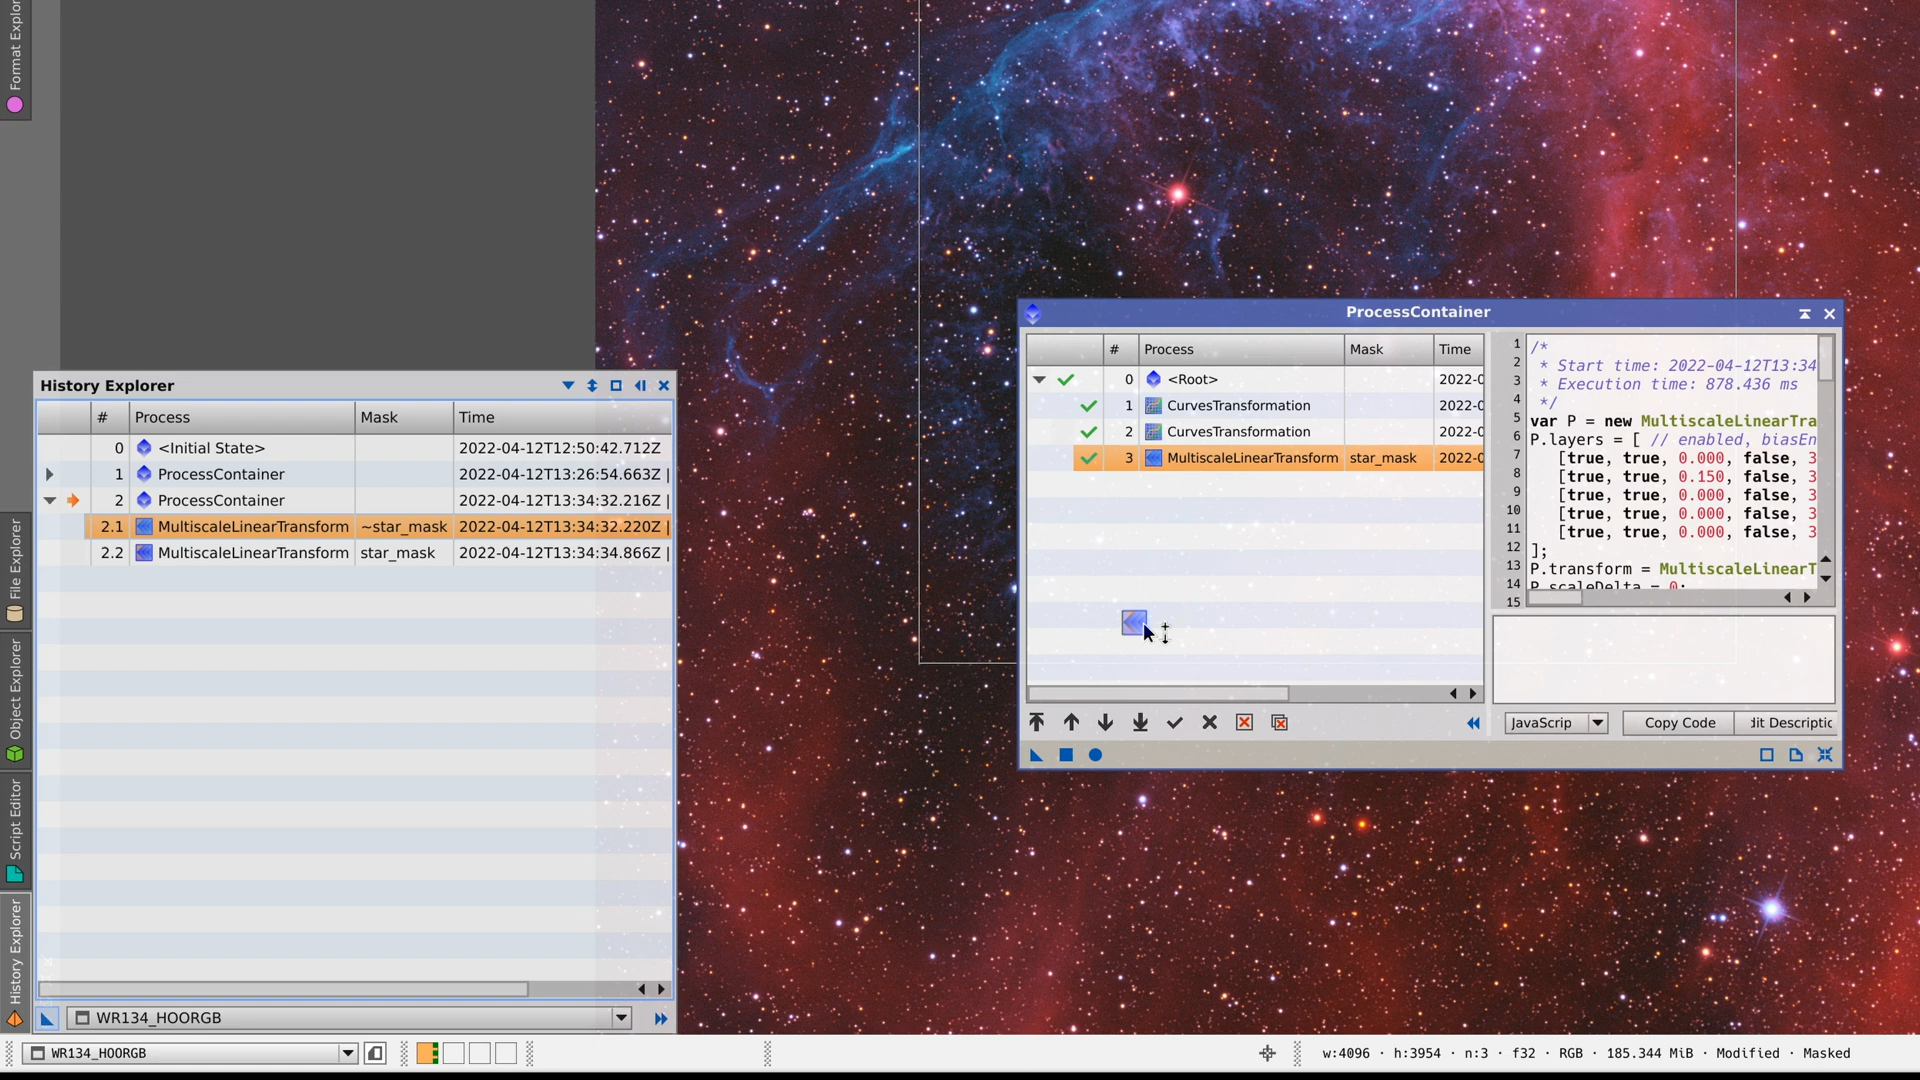 Format Explor
File Explorer
Object Explorer
Script Editor
History Explorer
History Explorer
# Process Mask Time
0 <Initial State> 2022-04-12T12:50:42.712Z
1 ProcessContainer 2022-04-12T13:26:54.663Z |
2 ProcessContainer 2022-04-12T13:34:32.216Z |
2.1 MultiscaleLinearTransform ~star_mask 2022-04-12T13:34:32.220Z |
2.2 MultiscaleLinearTransform star_mask 2022-04-12T13:34:34.866Z |
WR134_HOORGB
ProcessContainer
# Process Mask Time
0 <Root> 2022-0
1 CurvesTransformation 2022-0
2 CurvesTransformation 2022-0
3 MultiscaleLinearTransform star_mask 2022-0
1 /*
2 * Start time: 2022-04-12T13:34
3 * Execution time: 878.436 ms
4 */
5 var P = new MultiscaleLinearTra
6 P.layers = [ // enabled, biasEn
7 [true, true, 0.000, false, 3
8 [true, true, 0.150, false, 3
9 [true, true, 0.000, false, 3
10 [true, true, 0.000, false, 3
11 [true, true, 0.000, false, 3
12 ];
13 P.transform = MultiscaleLinearT
14 P.scaleDelta = 0;
15
JavaScrip Copy Code dit Descriptic
WR134_HOORGB
w:4096 · h:3954 · n:3 · f32 · RGB · 185.344 MiB · Modified · Masked